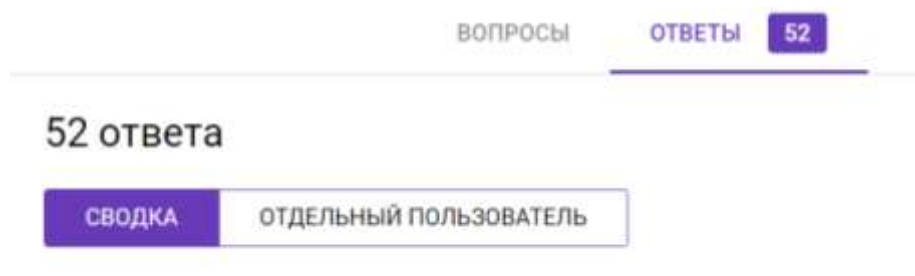 ВОПРОСЫ ОТВЕТЫ 52
52 ответа
СВОДКА ОТДЕЛЬНЫЙ ПОЛЬЗОВАТЕЛЬ